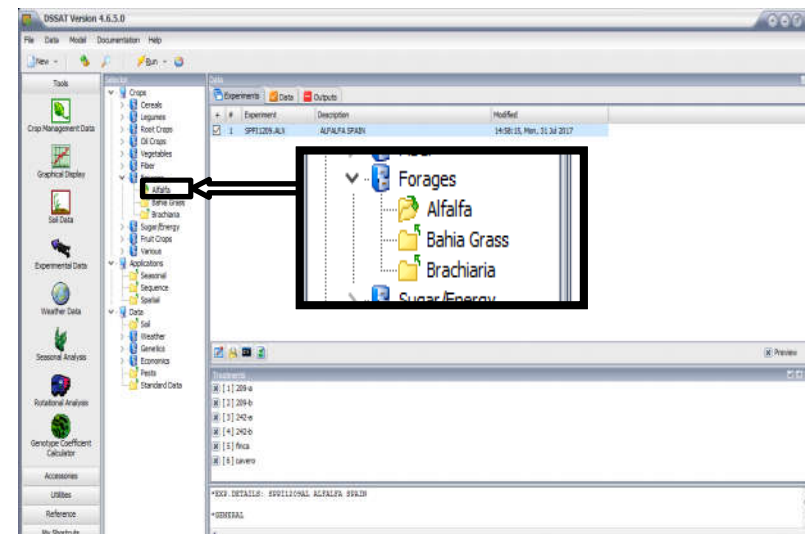 DSSAT Version 4.6.5.0
File Data Model Documentation Help
New Run
Tools
Crop Management Data
Graphical Display
Soil Data
Experimental Data
Weather Data
Seasonal Analysis
Rotational Analysis
Genotype Coefficient
Calculator
Accessories
Utilities
Reference
My Shortcuts
Selector
Crops
Cereals
Legumes
Root Crops
Oil Crops
Vegetables
Fiber
Alfalfa
Bahia Grass
Brachiaria
Sugar/Energy
Fruit Crops
Various
Applications
Seasonal
Sequence
Spatial
Data
Soil
Weather
Genetics
Economics
Pests
Standard Data
Data
Experiments Data Outputs
# Experiment Description Modified
1 SPPI1209.ALX ALFALFA SPAIN 14:58:15, Mon, 31 Jul 2017
Forages
Alfalfa
Bahia Grass
Brachiaria
Sugar/Energy
Preview
Treatments
[1] 209-a
[2] 209-b
[3] 242-a
[4] 242-b
[5] finca
[6] cavero
*EXP.DETAILS: SPPI1209AL ALFALFA SPAIN
*GENERAL